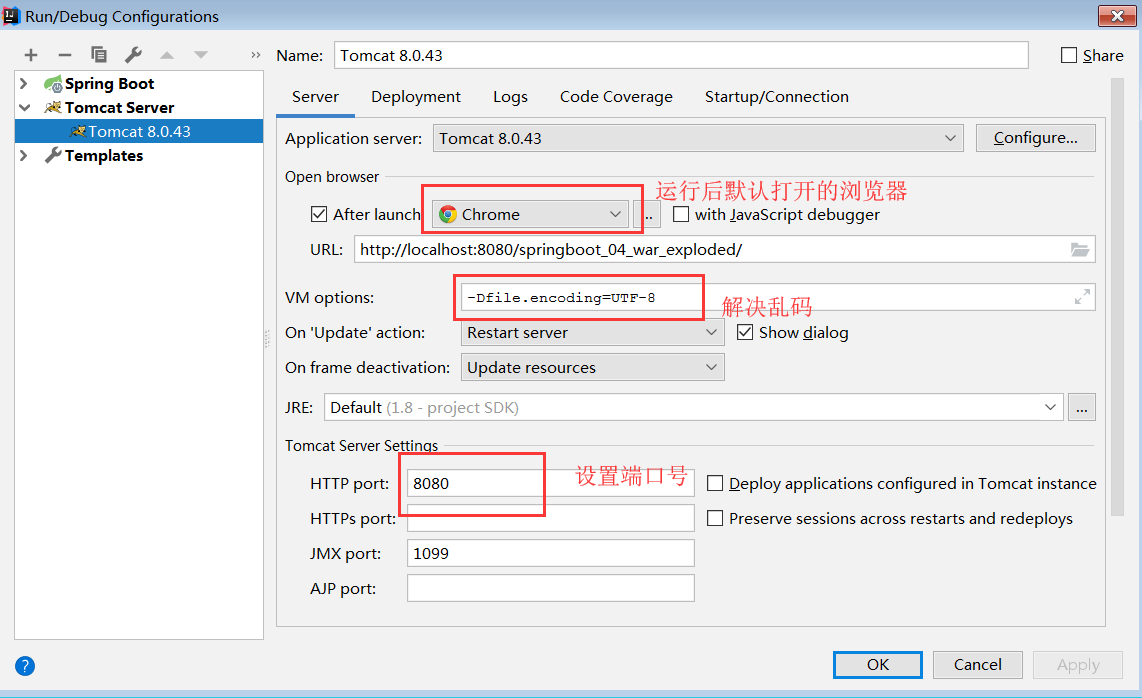 Run/Debug Configurations
Name: Tomcat 8.0.43 Share
Spring Boot
Tomcat Server
Tomcat 8.0.43
Templates
Server Deployment Logs Code Coverage Startup/Connection
Application server: Tomcat 8.0.43 Configure...
Open browser
运行后默认打开的浏览器
After launch Chrome .. with JavaScript debugger
URL: http://localhost:8080/springboot_04_war_exploded/
VM options: -Dfile.encoding=UTF-8 解决乱码
On 'Update' action: Restart server Show dialog
On frame deactivation: Update resources
JRE: Default (1.8 - project SDK) ...
Tomcat Server Settings
HTTP port: 8080 设置端口号 Deploy applications configured in Tomcat instance
HTTPs port: Preserve sessions across restarts and redeploys
JMX port: 1099
AJP port:
? OK Cancel Apply